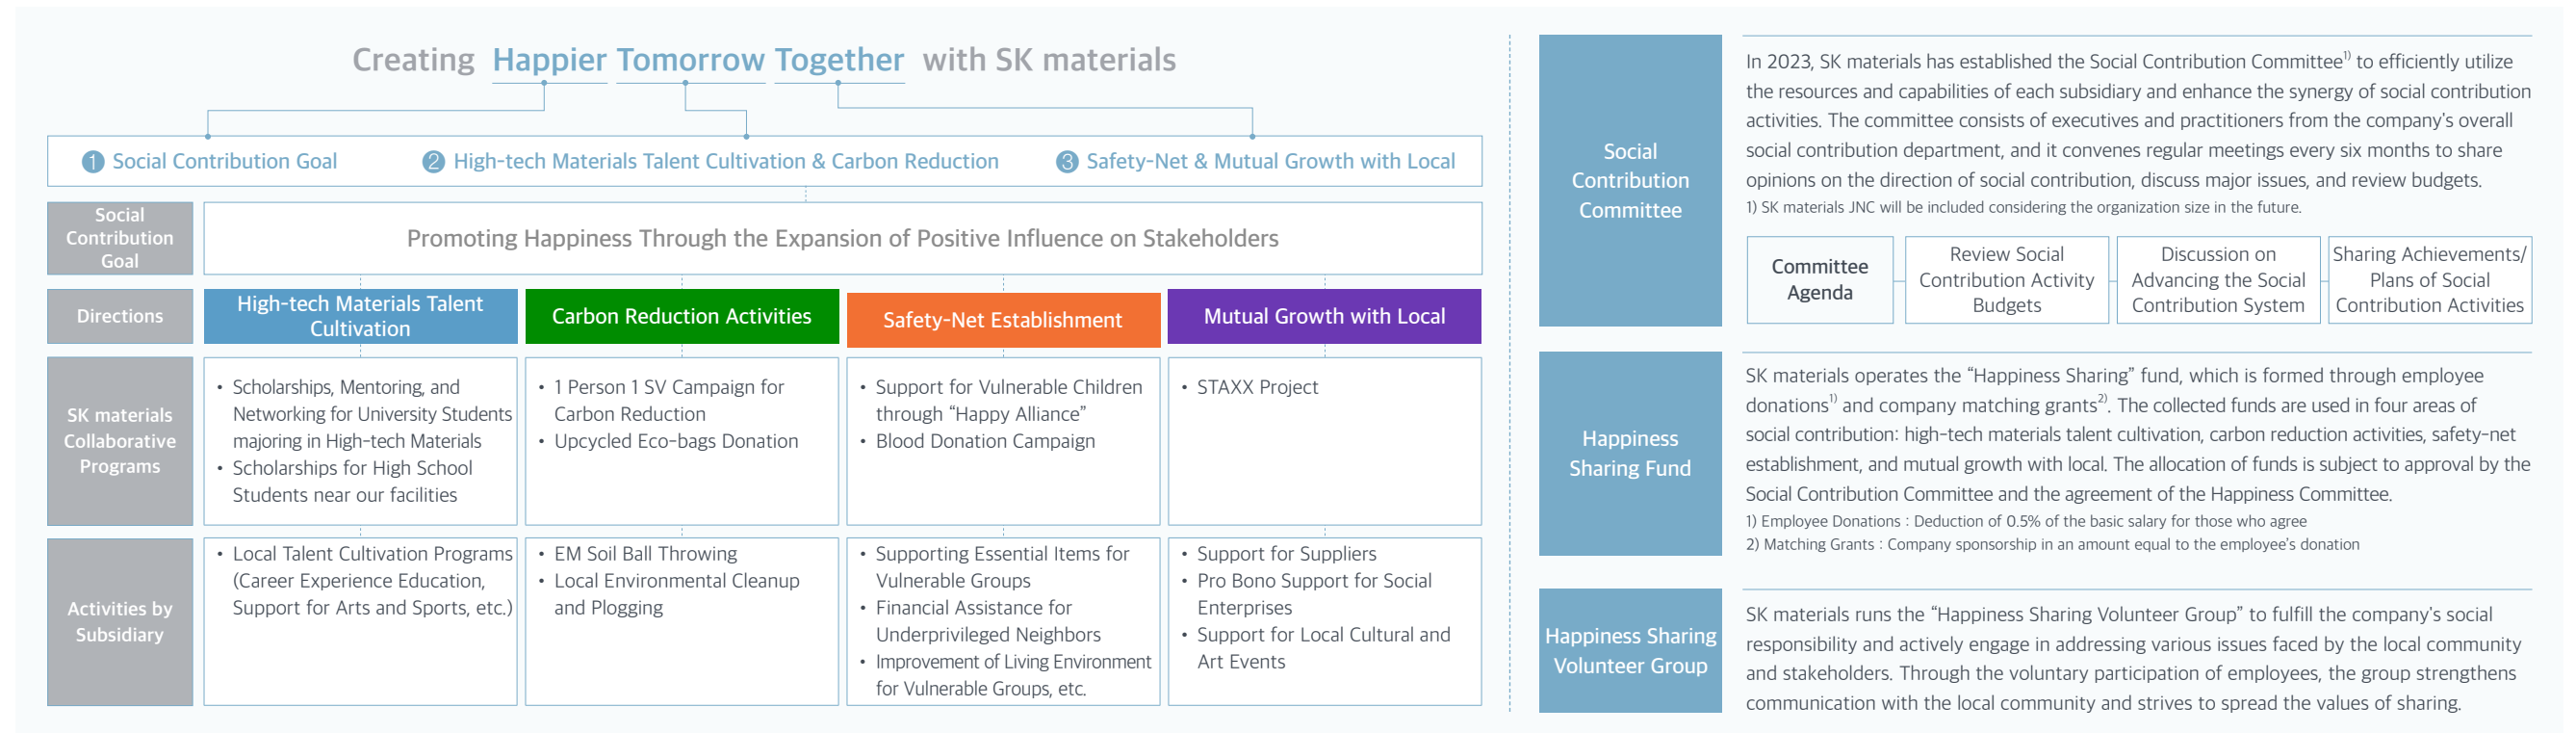 Creating Happier Tomorrow Together with SK materials
1 Social Contribution Goal
2 High-tech Materials Talent Cultivation & Carbon Reduction
3 Safety-Net & Mutual Growth with Local
Social
Contribution
Goal
Promoting Happiness Through the Expansion of Positive Influence on Stakeholders
Directions
High-tech Materials Talent
Cultivation
Carbon Reduction Activities
Safety-Net Establishment
Mutual Growth with Local
SK materials
Collaborative
Programs
• Scholarships, Mentoring, and
Networking for University Students
majoring in High-tech Materials
• Scholarships for High School
Students near our facilities
• 1 Person 1 SV Campaign for
Carbon Reduction
• Upcycled Eco-bags Donation
• Support for Vulnerable Children
through “Happy Alliance”
• Blood Donation Campaign
• STAXX Project
Activities by
Subsidiary
• Local Talent Cultivation Programs
(Career Experience Education,
Support for Arts and Sports, etc.)
• EM Soil Ball Throwing
• Local Environmental Cleanup
and Plogging
• Supporting Essential Items for
Vulnerable Groups
• Financial Assistance for
Underprivileged Neighbors
• Improvement of Living Environment
for Vulnerable Groups, etc.
• Support for Suppliers
• Pro Bono Support for Social
Enterprises
• Support for Local Cultural and
Art Events
Social
Contribution
Committee
In 2023, SK materials has established the Social Contribution Committee1) to efficiently utilize
the resources and capabilities of each subsidiary and enhance the synergy of social contribution
activities. The committee consists of executives and practitioners from the company's overall
social contribution department, and it convenes regular meetings every six months to share
opinions on the direction of social contribution, discuss major issues, and review budgets.
1) SK materials JNC will be included considering the organization size in the future.
Committee
Agenda
Review Social
Contribution Activity
Budgets
Discussion on
Advancing the Social
Contribution System
Sharing Achievements/
Plans of Social
Contribution Activities
Happiness
Sharing Fund
SK materials operates the “Happiness Sharing” fund, which is formed through employee
donations1) and company matching grants2). The collected funds are used in four areas of
social contribution: high-tech materials talent cultivation, carbon reduction activities, safety-net
establishment, and mutual growth with local. The allocation of funds is subject to approval by the
Social Contribution Committee and the agreement of the Happiness Committee.
1) Employee Donations : Deduction of 0.5% of the basic salary for those who agree
2) Matching Grants : Company sponsorship in an amount equal to the employee's donation
Happiness Sharing
Volunteer Group
SK materials runs the “Happiness Sharing Volunteer Group” to fulfill the company's social
responsibility and actively engage in addressing various issues faced by the local community
and stakeholders. Through the voluntary participation of employees, the group strengthens
communication with the local community and strives to spread the values of sharing.